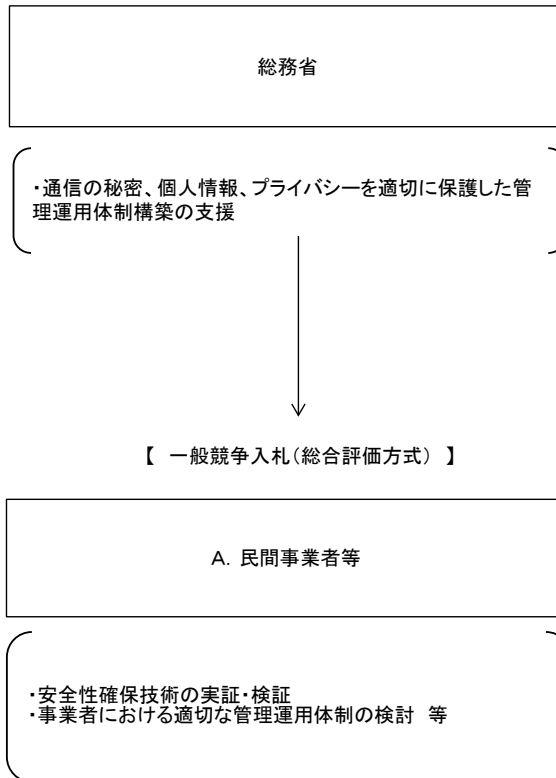 総務省
・通信の秘密、個人情報、プライバシーを適切に保護した管
理運用体制構築の支援
【　一般競争入札（総合評価方式）　】
Ａ．民間事業者等
・安全性確保技術の実証・検証
・事業者における適切な管理運用体制の検討　等